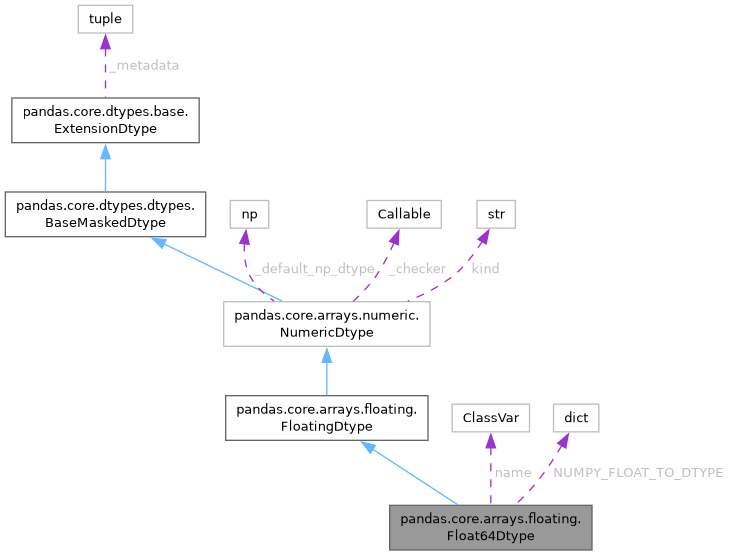 tuple
_metadata
pandas.core.dtypes.base.
ExtensionDtype
pandas.core.dtypes.dtypes.
BaseMaskedDtype
np
Callable
str
_default_np_dtype
_checker
kind
pandas.core.arrays.numeric.
NumericDtype
pandas.core.arrays.floating.
FloatingDtype
ClassVar
dict
name
NUMPY_FLOAT_TO_DTYPE
pandas.core.arrays.floating.
Float64Dtype